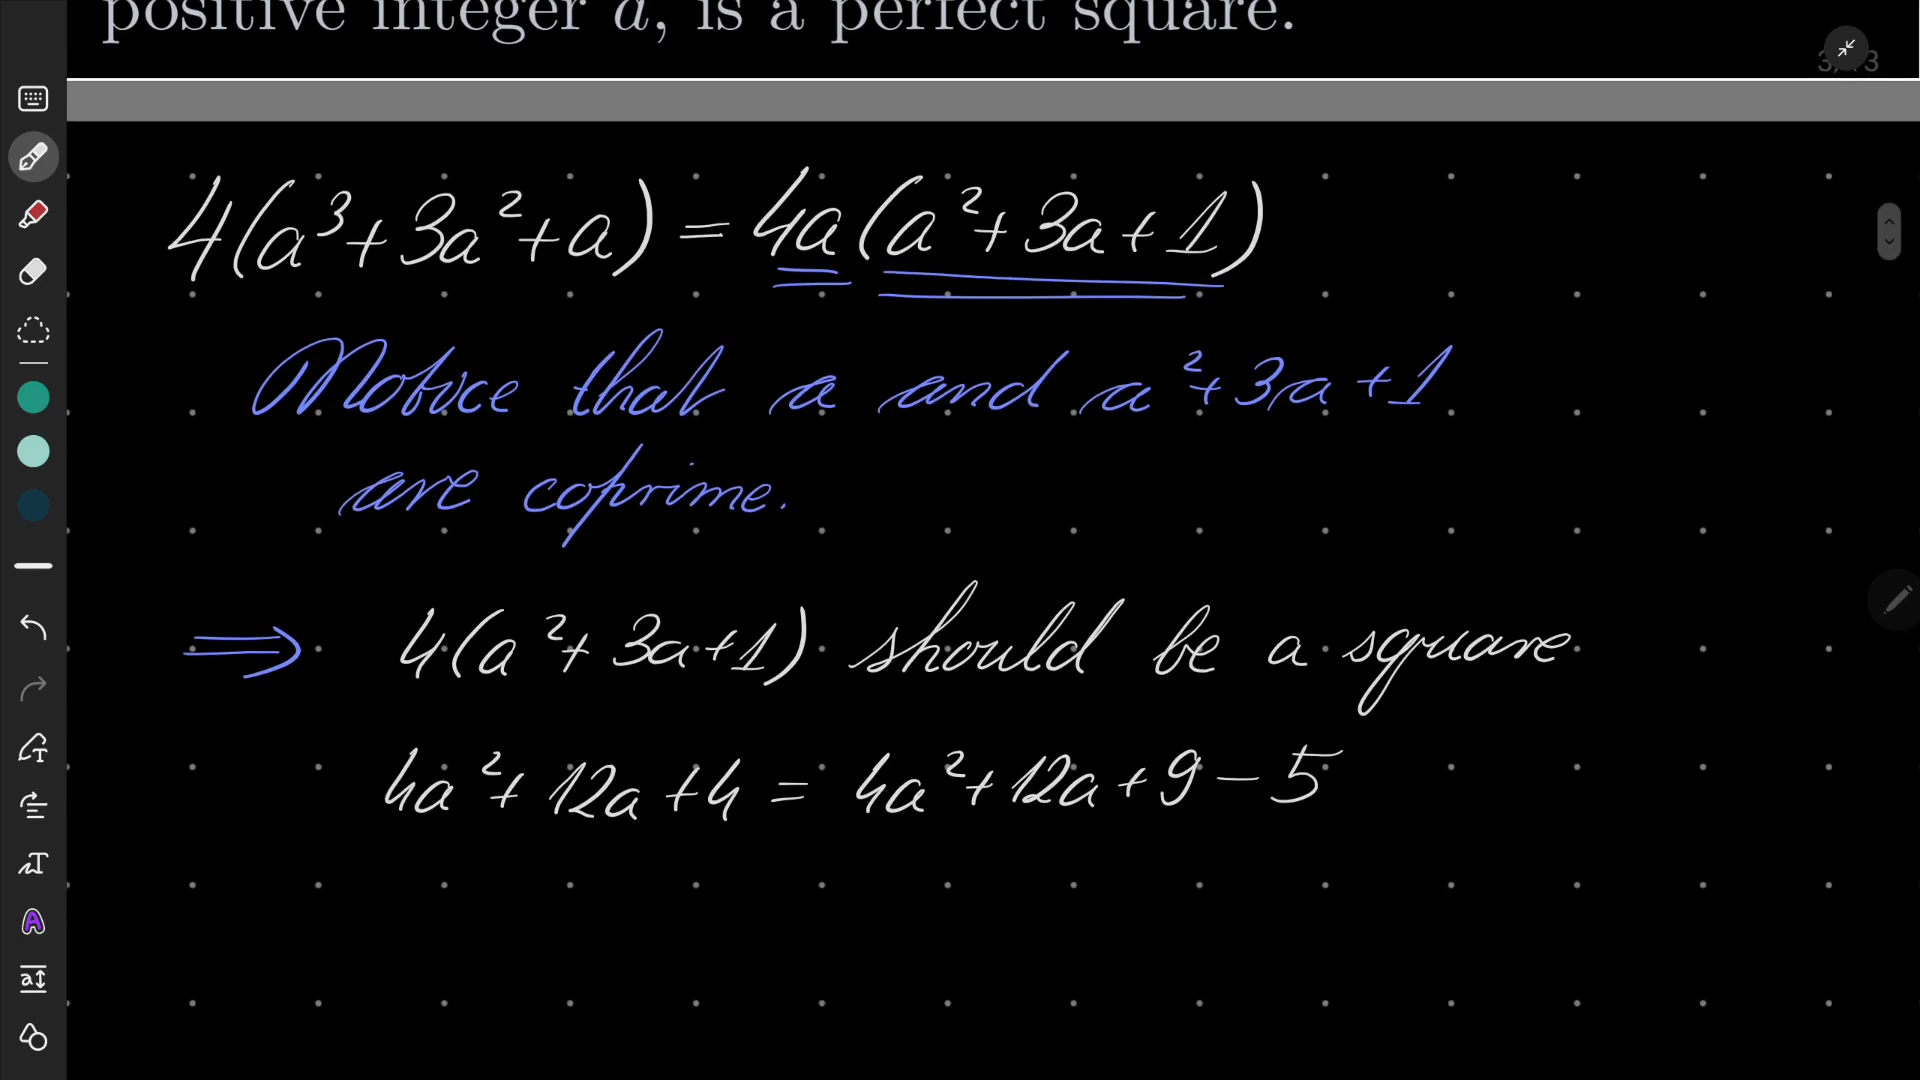 positive integer a, is a perfect square.
4(a³+3a²+a) = 4a(a²+3a+1)
Notice that a and a²+3a+1
are coprime.
⇒ 4(a²+3a+1) should be a square
4a²+12a+4 = 4a²+12a+9-5